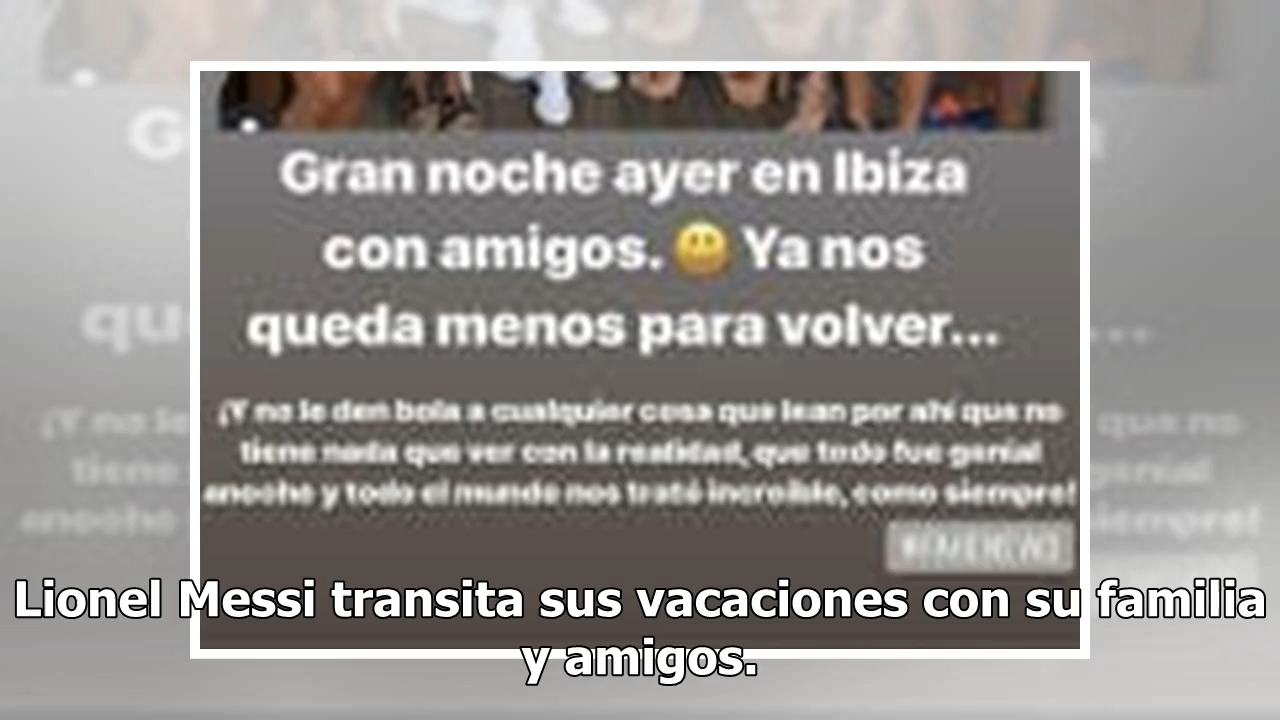 Gran noche ayer en Ibiza
con amigos. 😃 Ya nos
queda menos para volver...
¡Y no le den bola a cualquier cosa que lean por ahí que no
tiene nada que ver con la realidad, que todo fue genial
anoche y todo el mundo nos trató increíble, como siempre!
Lionel Messi transita sus vacaciones con su familia
y amigos.